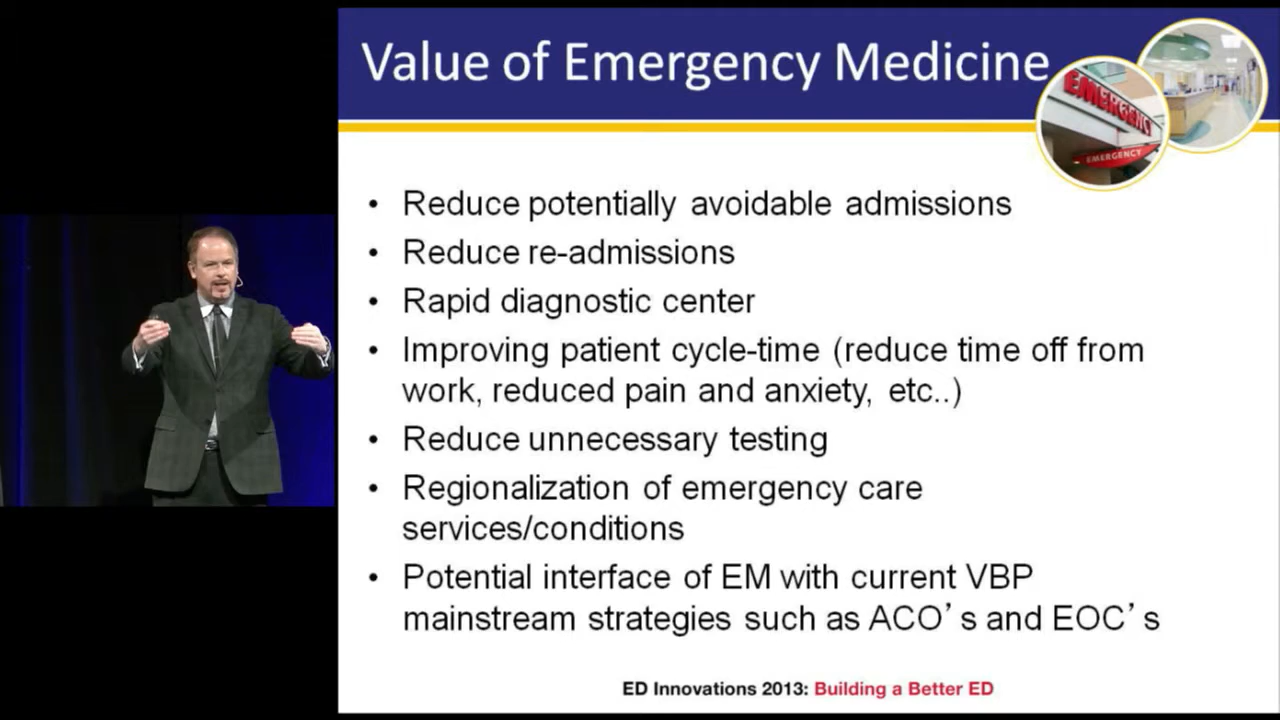 Value of Emergency Medicine
EMERGENC
EMERGENCY
• Reduce potentially avoidable admissions
• Reduce re-admissions
• Rapid diagnostic center
• Improving patient cycle-time (reduce time off from
work, reduced pain and anxiety, etc..)
• Reduce unnecessary testing
• Regionalization of emergency care
services/conditions
• Potential interface of EM with current VBP
mainstream strategies such as ACO’s and EOC’s
ED Innovations 2013: Building a Better ED